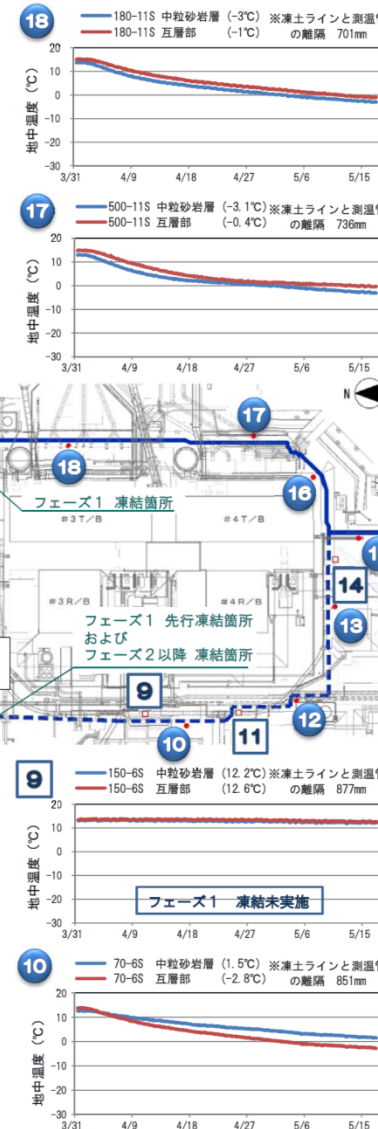 18
180-11S 中粒砂岩層 (-3℃) ※凍土ラインと測温管
180-11S 互層部 (-1℃) の離隔 701mm
地中温度 (℃)
20
10
0
-10
-20
-30
3/31 4/9 4/18 4/27 5/6 5/15
17
500-11S 中粒砂岩層 (-3.1℃) ※凍土ラインと測温管
500-11S 互層部 (-0.4℃) の離隔 736mm
地中温度 (℃)
20
10
0
-10
-20
-30
3/31 4/9 4/18 4/27 5/6 5/15
N
17
18
16
フェーズ1 凍結箇所
#3T/B #4T/B
14
#3R/B #4R/B
13
フェーズ1 先行凍結箇所
および
フェーズ2以降 凍結箇所
9
12
10
11
9
150-6S 中粒砂岩層 (12.2℃) ※凍土ラインと測温管
150-6S 互層部 (12.6℃) の離隔 877mm
地中温度 (℃)
20
10
0
-10
-20
-30
フェーズ1 凍結未実施
3/31 4/9 4/18 4/27 5/6 5/15
10
70-6S 中粒砂岩層 (1.5℃) ※凍土ラインと測温管
70-6S 互層部 (-2.8℃) の離隔 851mm
地中温度 (℃)
20
10
0
-10
-20
-30
3/31 4/9 4/18 4/27 5/6 5/15